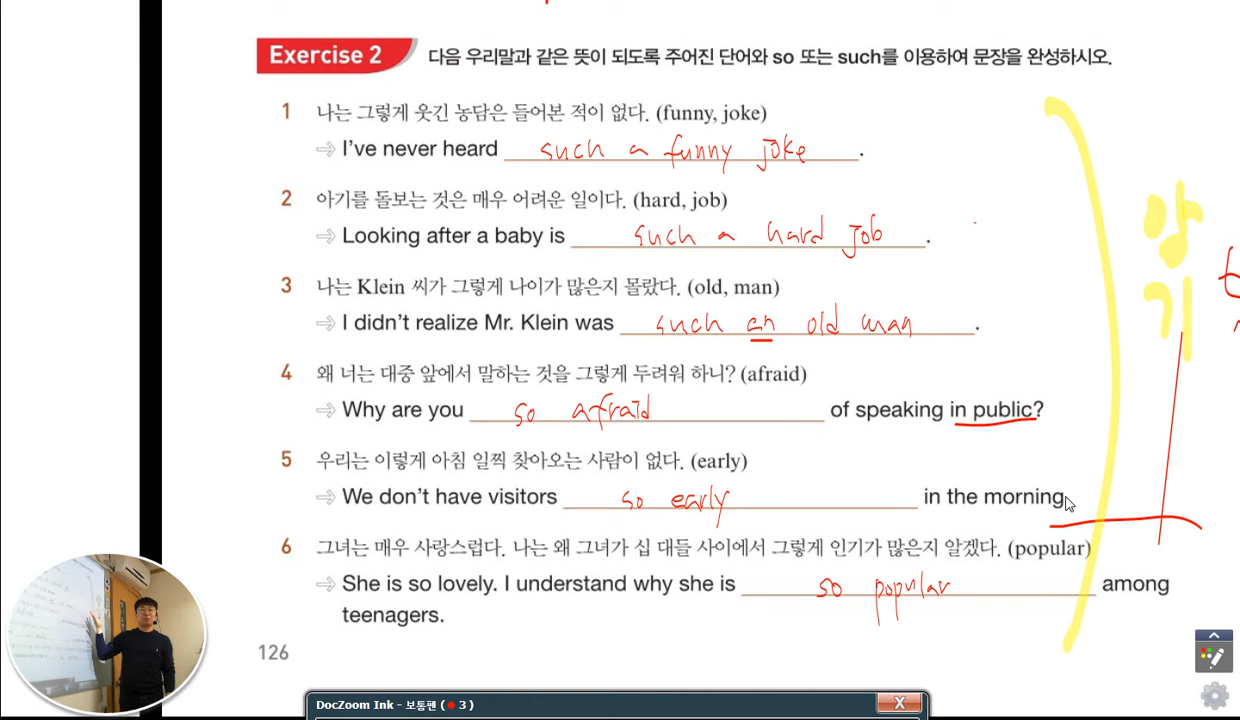 Exercise 2 다음 우리말과 같은 뜻이 되도록 주어진 단어와 so 또는 such를 이용하여 문장을 완성하시오.
1 나는 그렇게 웃긴 농담은 들어본 적이 없다. (funny, joke)
⇨ I've never heard such a funny joke.
2 아기를 돌보는 것은 매우 어려운 일이다. (hard, job)
⇨ Looking after a baby is such a hard job.
3 나는 Klein 씨가 그렇게 나이가 많은지 몰랐다. (old, man)
⇨ I didn't realize Mr. Klein was such an old man.
4 왜 너는 대중 앞에서 말하는 것을 그렇게 두려워 하니? (afraid)
⇨ Why are you so afraid of speaking in public?
5 우리는 이렇게 아침 일찍 찾아오는 사람이 없다. (early)
⇨ We don't have visitors so early in the morning.
6 그녀는 매우 사랑스럽다. 나는 왜 그녀가 십 대들 사이에서 그렇게 인기가 많은지 알겠다. (popular)
⇨ She is so lovely. I understand why she is so popular among
teenagers.
암
기
126
DocZoom Ink - 보통펜 ( 3 )
X